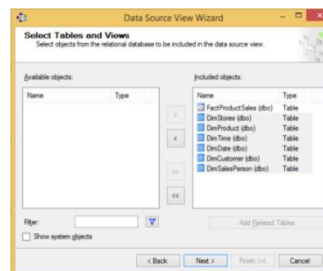 Data Source View Wizard
Select Tables and Views
Select objects from the relational database to be included in the data source view.
Available objects:
Included objects:
Name Type
Name Type
FactProductSales (dbo) Table
DimStores (dbo) Table
DimProduct (dbo) Table
DimTime (dbo) Table
DimDate (dbo) Table
DimCustomer (dbo) Table
DimSalesPerson (dbo) Table
>
<
>>
<<
Filter:
Add Related Tables
Show system objects
< Back Next > Finish >>| Cancel